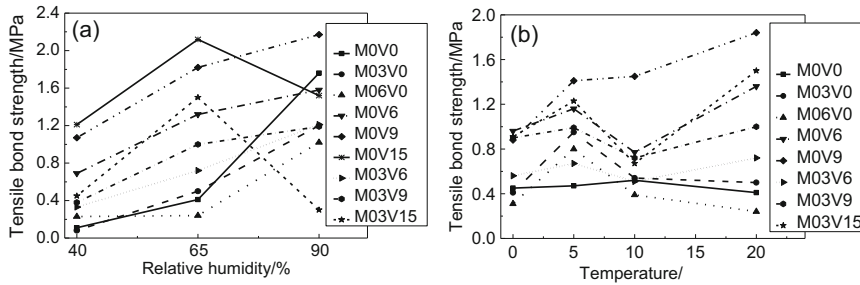 (a)
Tensile bond strength/MPa
2.4
2.0
1.6
1.2
0.8
0.4
0.0
40 65 90
Relative humidity/%
M0V0
M03V0
M06V0
M0V6
M0V9
M0V15
M03V6
M03V9
M03V15
(b)
Tensile bond strength/MPa
2.0
1.6
1.2
0.8
0.4
0.0
0 5 10 15 20
Temperature/
M0V0
M03V0
M06V0
M0V6
M0V9
M03V6
M03V9
M03V15